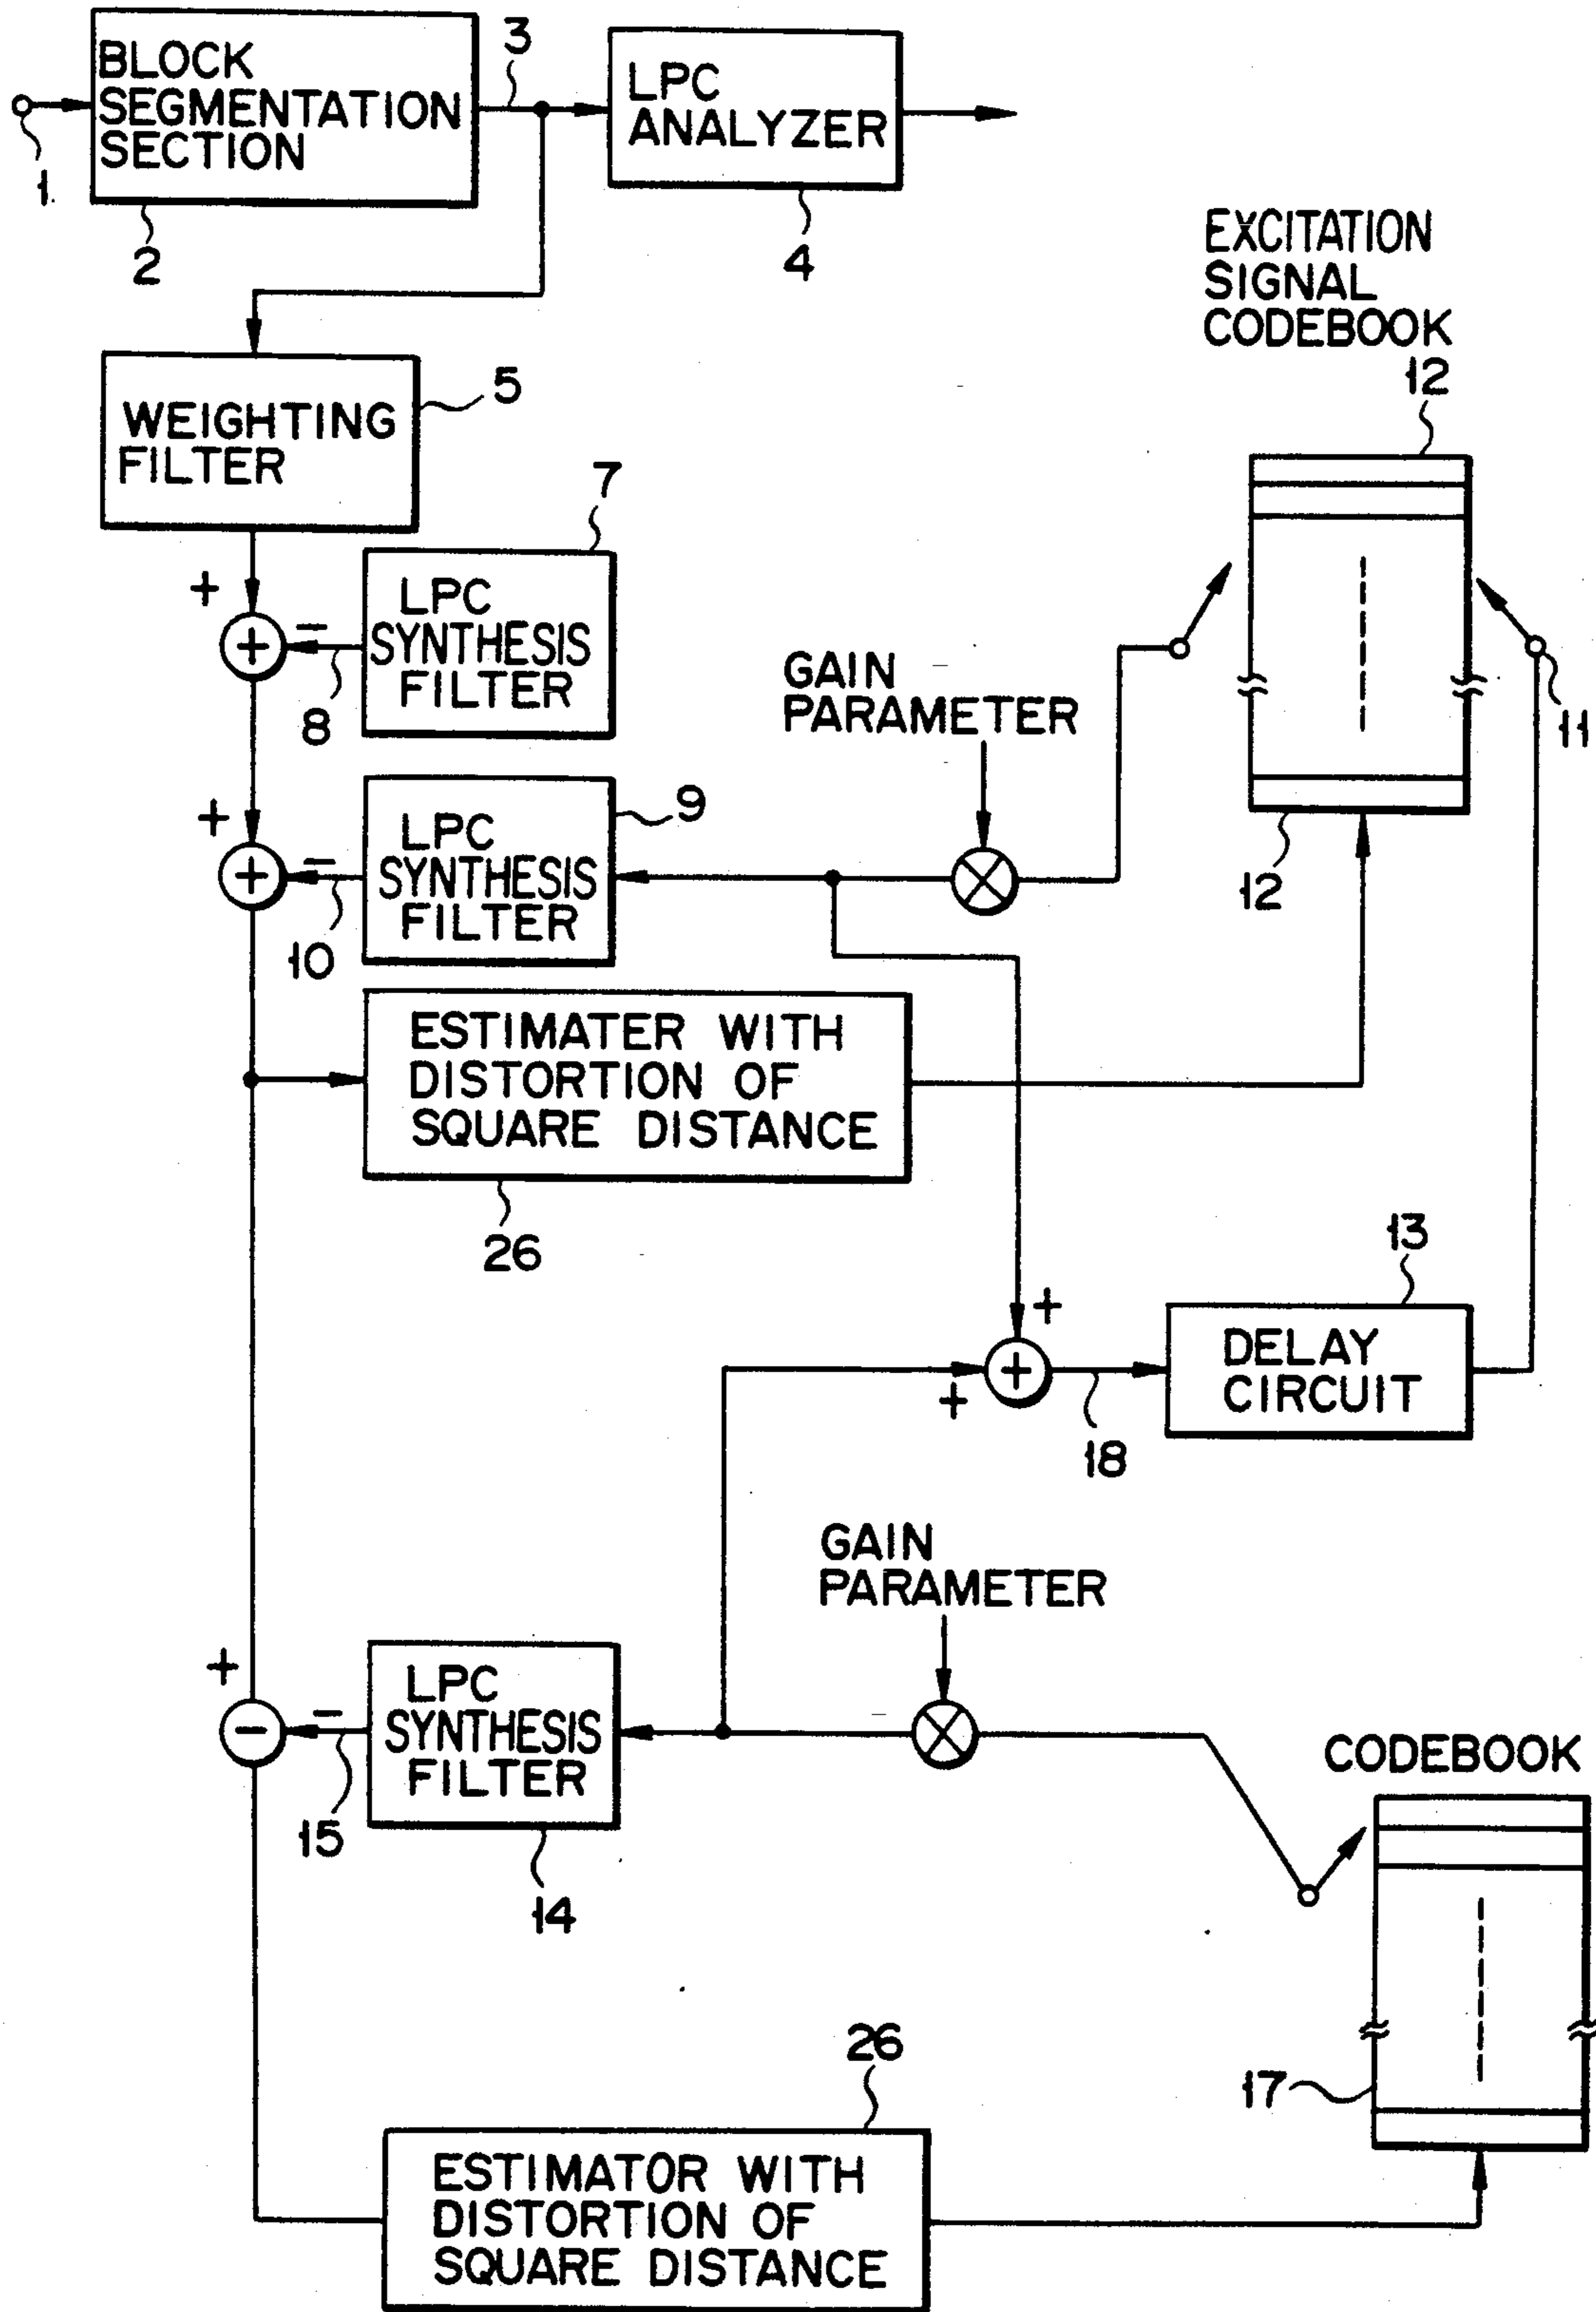 3
BLOCK
SEGMENTATION
SECTION
LPC
ANALYZER
1
2
4
EXCITATION
SIGNAL
CODEBOOK
12
5
WEIGHTING
FILTER
7
+
+
−
LPC
SYNTHESIS
FILTER
8
GAIN
PARAMETER
11
+
+
−
LPC
SYNTHESIS
FILTER
9
10
12
ESTIMATER WITH
DISTORTION OF
SQUARE DISTANCE
26
13
+
+
+
18
DELAY
CIRCUIT
GAIN
PARAMETER
+
−
−
LPC
SYNTHESIS
FILTER
15
14
CODEBOOK
17
26
ESTIMATOR WITH
DISTORTION OF
SQUARE DISTANCE